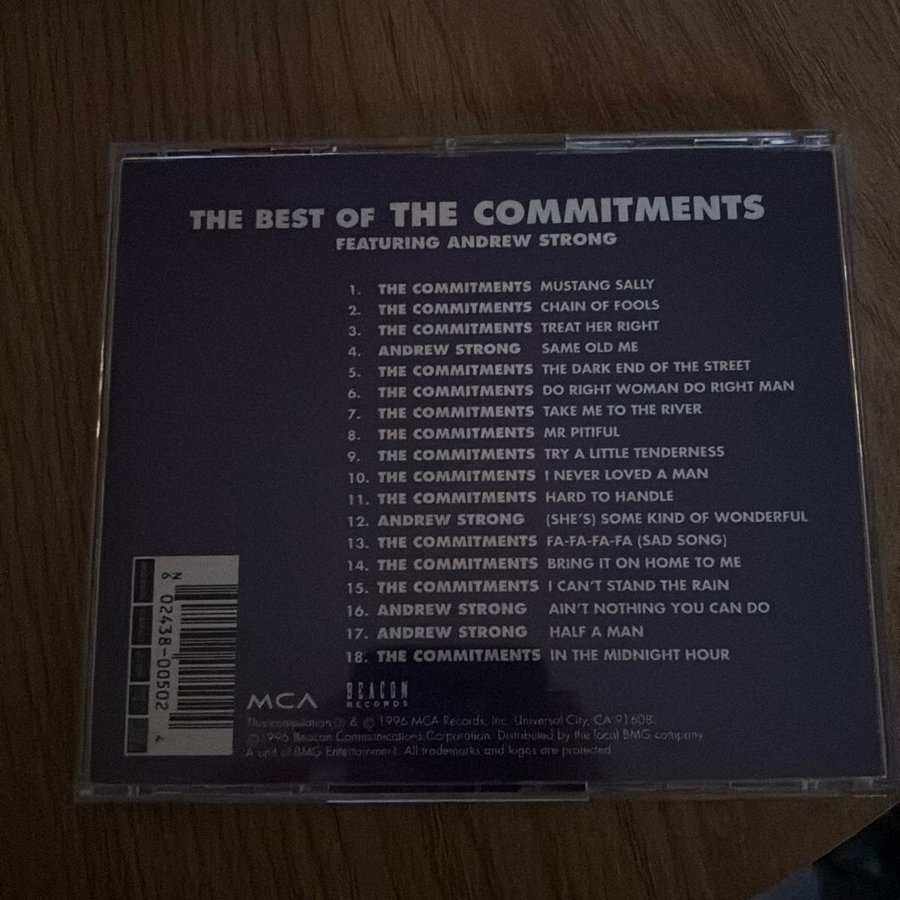 THE BEST OF THE COMMITMENTS
FEATURING ANDREW STRONG
1. THE COMMITMENTS MUSTANG SALLY
2. THE COMMITMENTS CHAIN OF FOOLS
3. THE COMMITMENTS TREAT HER RIGHT
4. ANDREW STRONG SAME OLD ME
5. THE COMMITMENTS THE DARK END OF THE STREET
6. THE COMMITMENTS DO RIGHT WOMAN DO RIGHT MAN
7. THE COMMITMENTS TAKE ME TO THE RIVER
8. THE COMMITMENTS MR PITIFUL
9. THE COMMITMENTS TRY A LITTLE TENDERNESS
10. THE COMMITMENTS I NEVER LOVED A MAN
11. THE COMMITMENTS HARD TO HANDLE
12. ANDREW STRONG (SHE'S) SOME KIND OF WONDERFUL
13. THE COMMITMENTS FA-FA-FA-FA (SAD SONG)
14. THE COMMITMENTS BRING IT ON HOME TO ME
15. THE COMMITMENTS I CAN'T STAND THE RAIN
16. ANDREW STRONG AIN'T NOTHING YOU CAN DO
17. ANDREW STRONG HALF A MAN
18. THE COMMITMENTS IN THE MIDNIGHT HOUR
N
6 02438-00502 4
MCA
BEACON
RECORDS
This compilation ℗ & © 1996 MCA Records, Inc. Universal City, CA 91608.
© 1996 Beacon Communications Corporation. Distributed by the local BMG company.
A unit of BMG Entertainment. All trademarks and logos are protected.